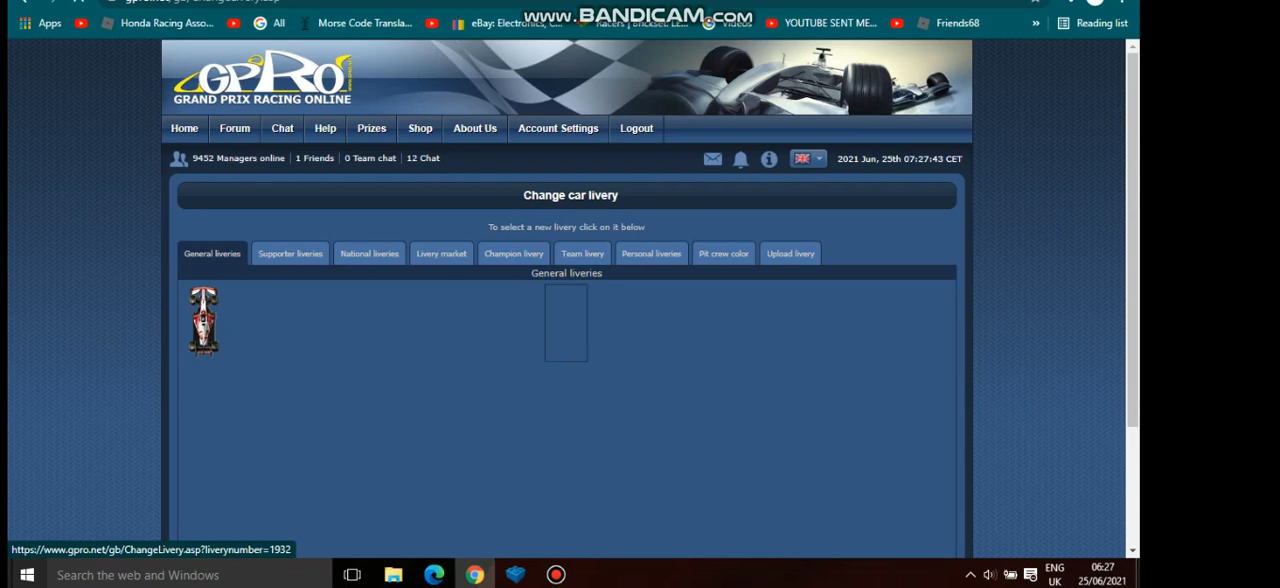 www.BANDICAM.com
Apps
Honda Racing Asso...
All
Morse Code Transla...
eBay: Electronics, C...
Videos
YOUTUBE SENT ME...
Friends68
»
Reading list
GPRO
GRAND PRIX RACING ONLINE
Home
Forum
Chat
Help
Prizes
Shop
About Us
Account Settings
Logout
9452 Managers online
1 Friends
0 Team chat
12 Chat
2021 Jun, 25th 07:27:43 CET
Change car livery
To select a new livery click on it below
General liveries
Supporter liveries
National liveries
Livery market
Champion livery
Team livery
Personal liveries
Pit crew color
Upload livery
General liveries
https://www.gpro.net/gb/ChangeLivery.asp?liverynumber=1932
Search the web and Windows
ENG
UK
06:27
25/06/2021